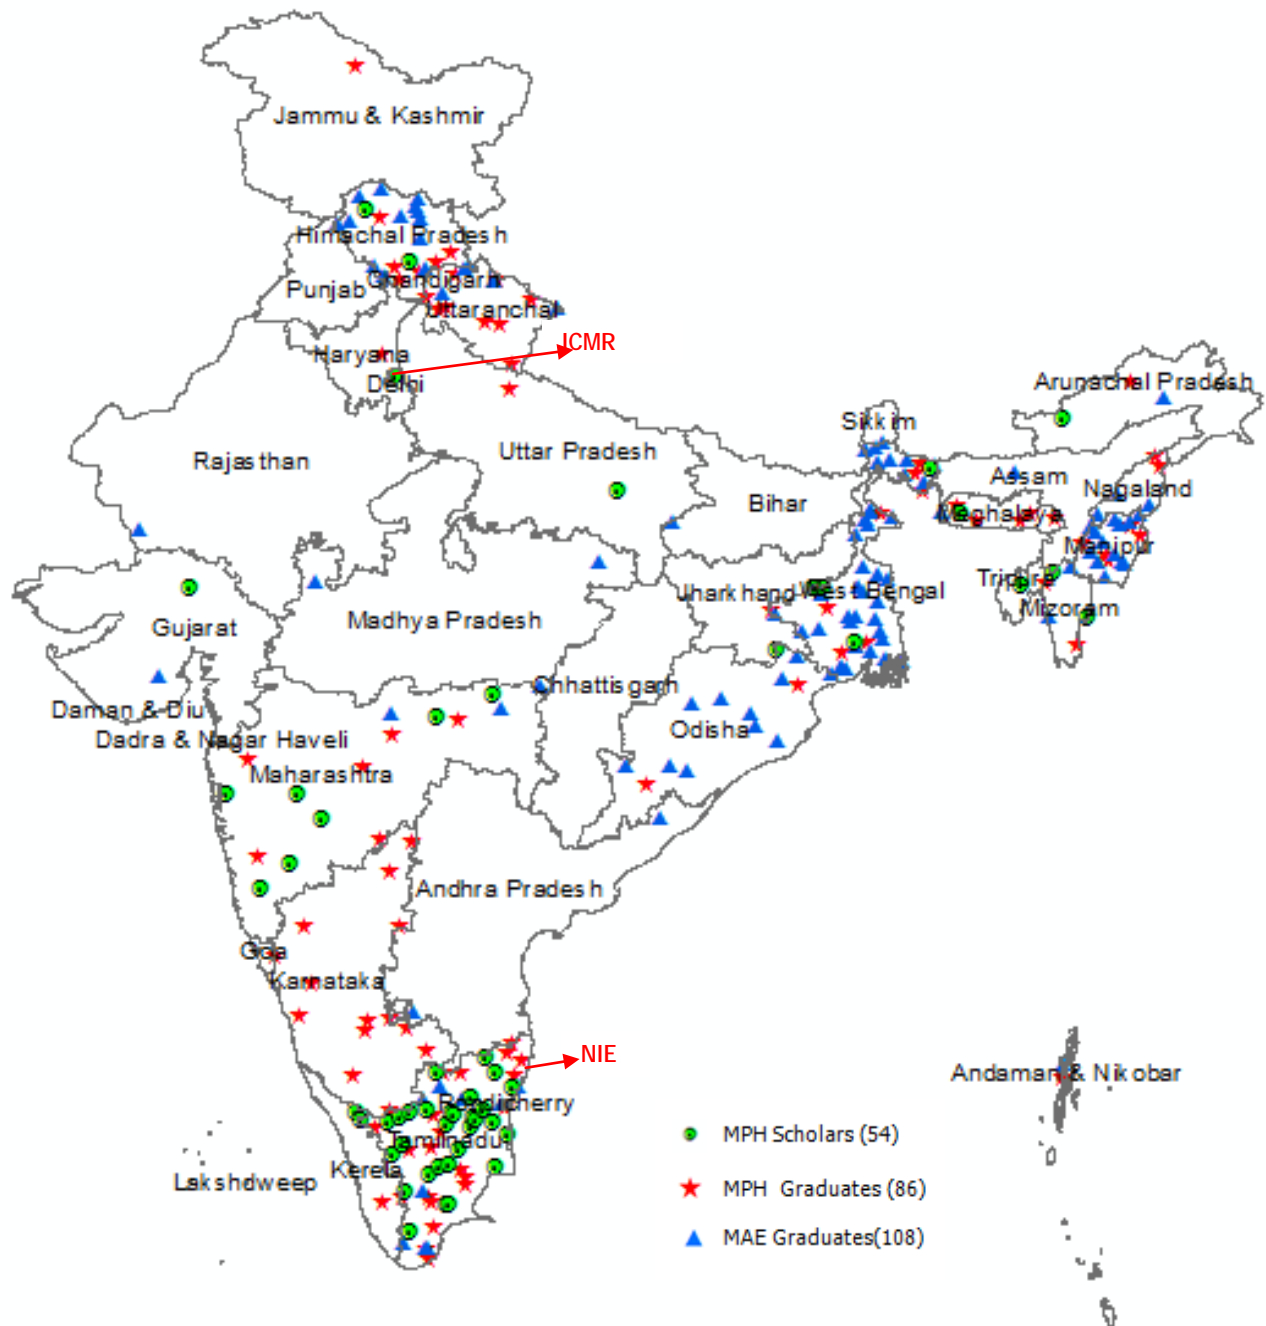 Jammu & Kashmir
Himachal Pradesh
Chandigarh
Punjab
Uttaranchal
ICMR
Haryana
Delhi
Arunachal Pradesh
Sikkim
Uttar Pradesh
Rajasthan
Assam
Nagaland
Bihar
Meghalaya
Manipur
Tripura
Jharkhand
West Bengal
Mizoram
Madhya Pradesh
Gujarat
Chhattisgarh
Daman & Diu
Odisha
Dadra & Nagar Haveli
Maharashtra
Andhra Pradesh
Goa
Karnataka
NIE
Andaman & Nikobar
Pondicherry
MPH Scholars (54)
Tamilnadu
Kerela
Lakshdweep
MPH Graduates (86)
MAE Graduates(108)